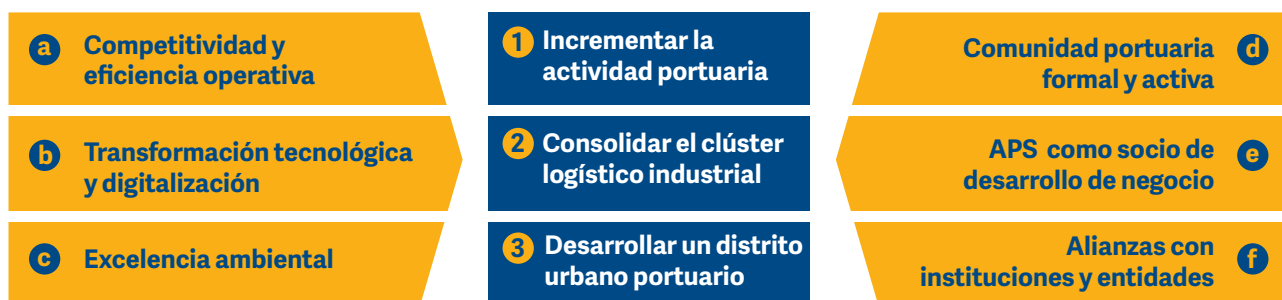 a Competitividad y
eficiencia operativa
b Transformación tecnológica
y digitalización
c Excelencia ambiental
1 Incrementar la
actividad portuaria
2 Consolidar el clúster
logístico industrial
3 Desarrollar un distrito
urbano portuario
Comunidad portuaria d
formal y activa
APS como socio de e
desarrollo de negocio
Alianzas con f
instituciones y entidades